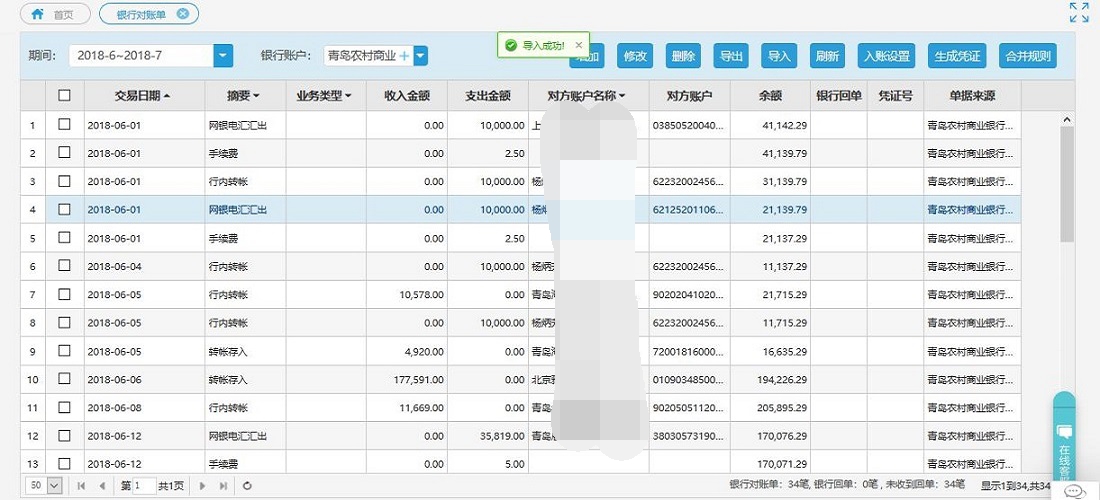 首页 银行对账单
期间: 2018-6~2018-7 银行账户: 青岛农村商业 导入成功! 修改 删除 导出 导入 刷新 入账设置 生成凭证 合并规则
交易日期 摘要 业务类型 收入金额 支出金额 对方账户名称 对方账户 余额 银行回单 凭证号 单据来源
1 2018-06-01 网银电汇汇出 0.00 10,000.00 上 03850520040... 41,142.29 青岛农村商业银行...
2 2018-06-01 手续费 0.00 2.50 41,139.79 青岛农村商业银行...
3 2018-06-01 行内转帐 0.00 10,000.00 杨 62232002456... 31,139.79 青岛农村商业银行...
4 2018-06-01 网银电汇汇出 0.00 10,000.00 杨 62125201106... 21,139.79 青岛农村商业银行...
5 2018-06-01 手续费 0.00 2.50 21,137.29 青岛农村商业银行...
6 2018-06-04 行内转帐 0.00 10,000.00 杨炳 62232002456... 11,137.29 青岛农村商业银行...
7 2018-06-05 行内转帐 10,578.00 0.00 青岛 90202041020... 21,715.29 青岛农村商业银行...
8 2018-06-05 行内转帐 0.00 10,000.00 杨炳 62232002456... 11,715.29 青岛农村商业银行...
9 2018-06-05 转帐存入 4,920.00 0.00 青岛 72001816000... 16,635.29 青岛农村商业银行...
10 2018-06-06 转帐存入 177,591.00 0.00 北京 01090348500... 194,226.29 青岛农村商业银行...
11 2018-06-08 行内转帐 11,669.00 0.00 青岛 90205051120... 205,895.29 青岛农村商业银行...
12 2018-06-12 网银电汇汇出 0.00 35,819.00 青岛 38030573190... 170,076.29 青岛农村商业银行...
13 2018-06-12 手续费 0.00 5.00 170,071.29 青岛农村商业银行...
50 第 1 共1页 银行对账单: 34笔, 银行回单: 0笔 , 未收到回单: 34笔 显示1到34,共34
在线客